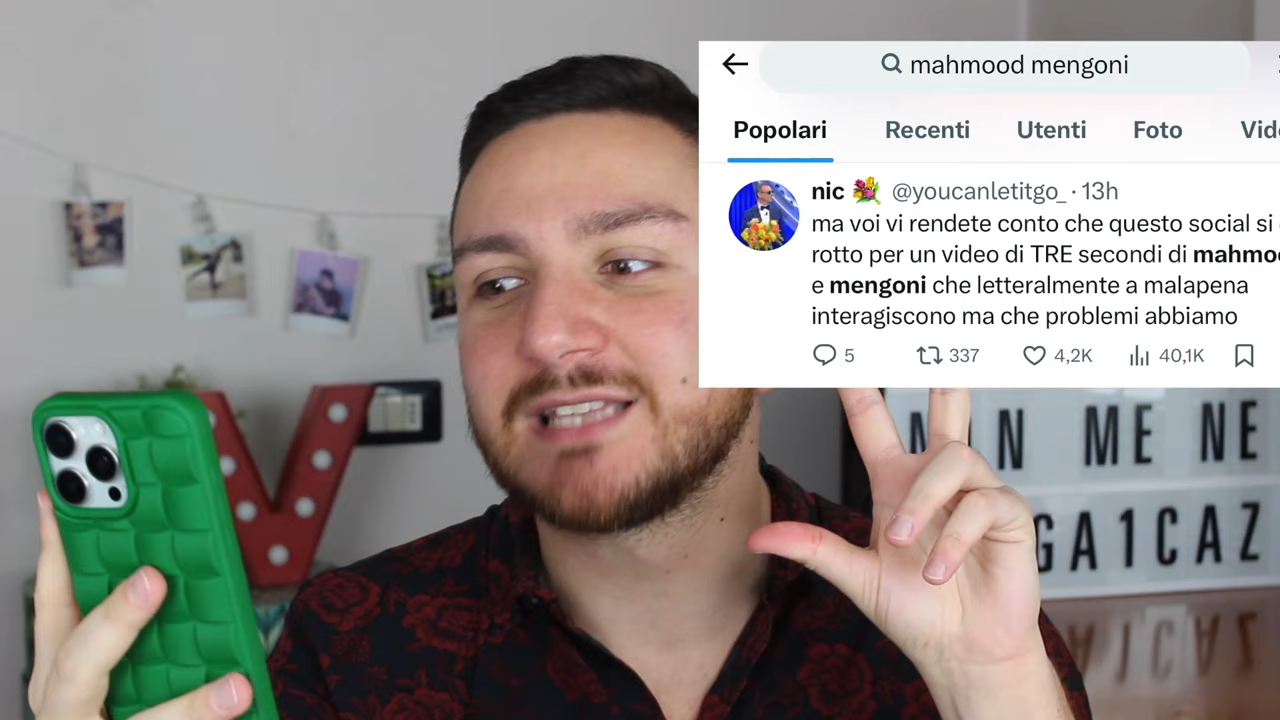 mahmood mengoni
Popolari Recenti Utenti Foto
nic 💐 @youcanletitgo_ · 13h
ma voi vi rendete conto che questo social si
rotto per un video di TRE secondi di
e mengoni che letteralmente a malapena
interagiscono ma che problemi abbiamo
5 337 4,2K 40,1K
V
ME NE
GA1CAZ